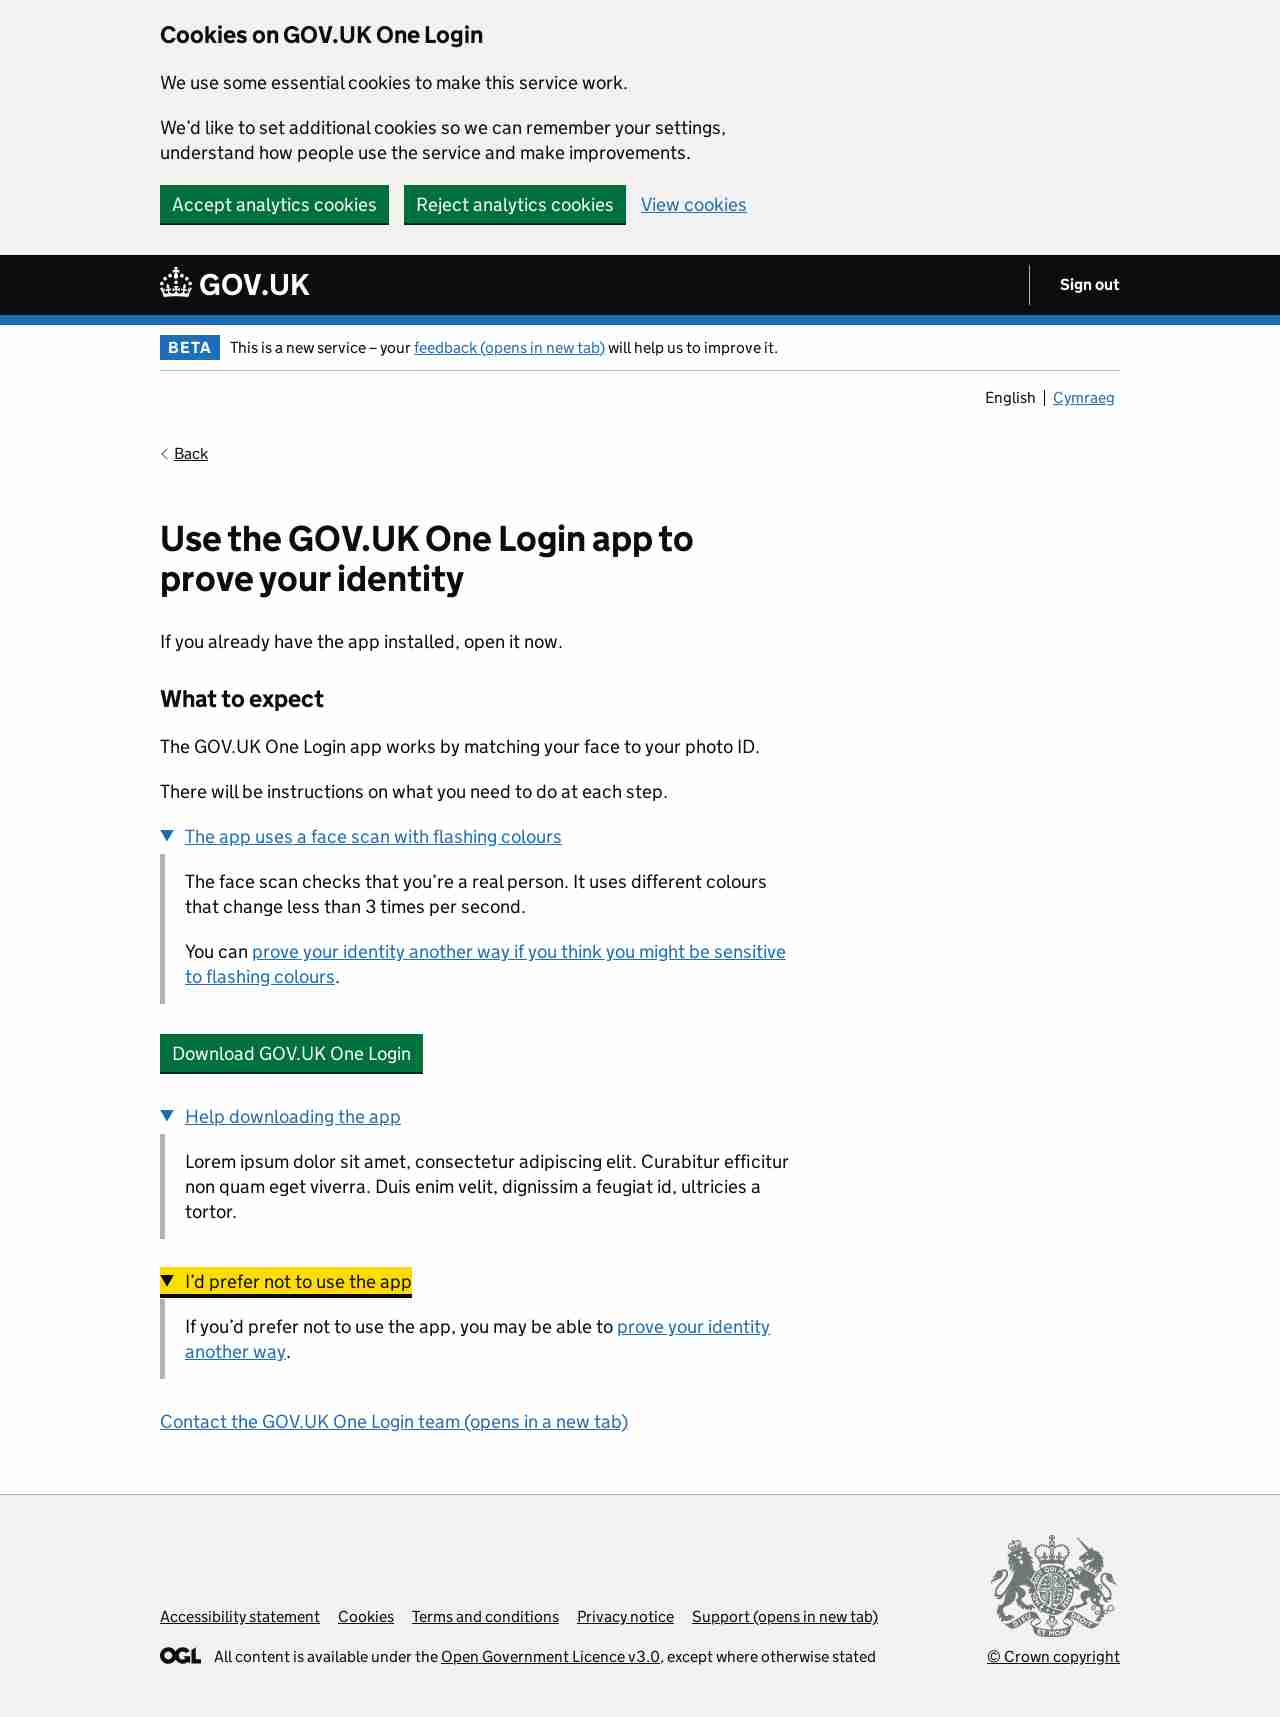 Cookies on GOV.UK One Login
We use some essential cookies to make this service work.
We’d like to set additional cookies so we can remember your settings,
understand how people use the service and make improvements.
Accept analytics cookies Reject analytics cookies View cookies
GOV.UK Sign out
BETA This is a new service – your feedback (opens in new tab) will help us to improve it.
English Cymraeg
Back
Use the GOV.UK One Login app to
prove your identity
If you already have the app installed, open it now.
What to expect
The GOV.UK One Login app works by matching your face to your photo ID.
There will be instructions on what you need to do at each step.
The app uses a face scan with flashing colours
The face scan checks that you’re a real person. It uses different colours
that change less than 3 times per second.
You can prove your identity another way if you think you might be sensitive
to flashing colours.
Download GOV.UK One Login
Help downloading the app
Lorem ipsum dolor sit amet, consectetur adipiscing elit. Curabitur efficitur
non quam eget viverra. Duis enim velit, dignissim a feugiat id, ultricies a
tortor.
I’d prefer not to use the app
If you’d prefer not to use the app, you may be able to prove your identity
another way.
Contact the GOV.UK One Login team (opens in a new tab)
Accessibility statement Cookies Terms and conditions Privacy notice Support (opens in new tab)
OGL All content is available under the Open Government Licence v3.0, except where otherwise stated
© Crown copyright